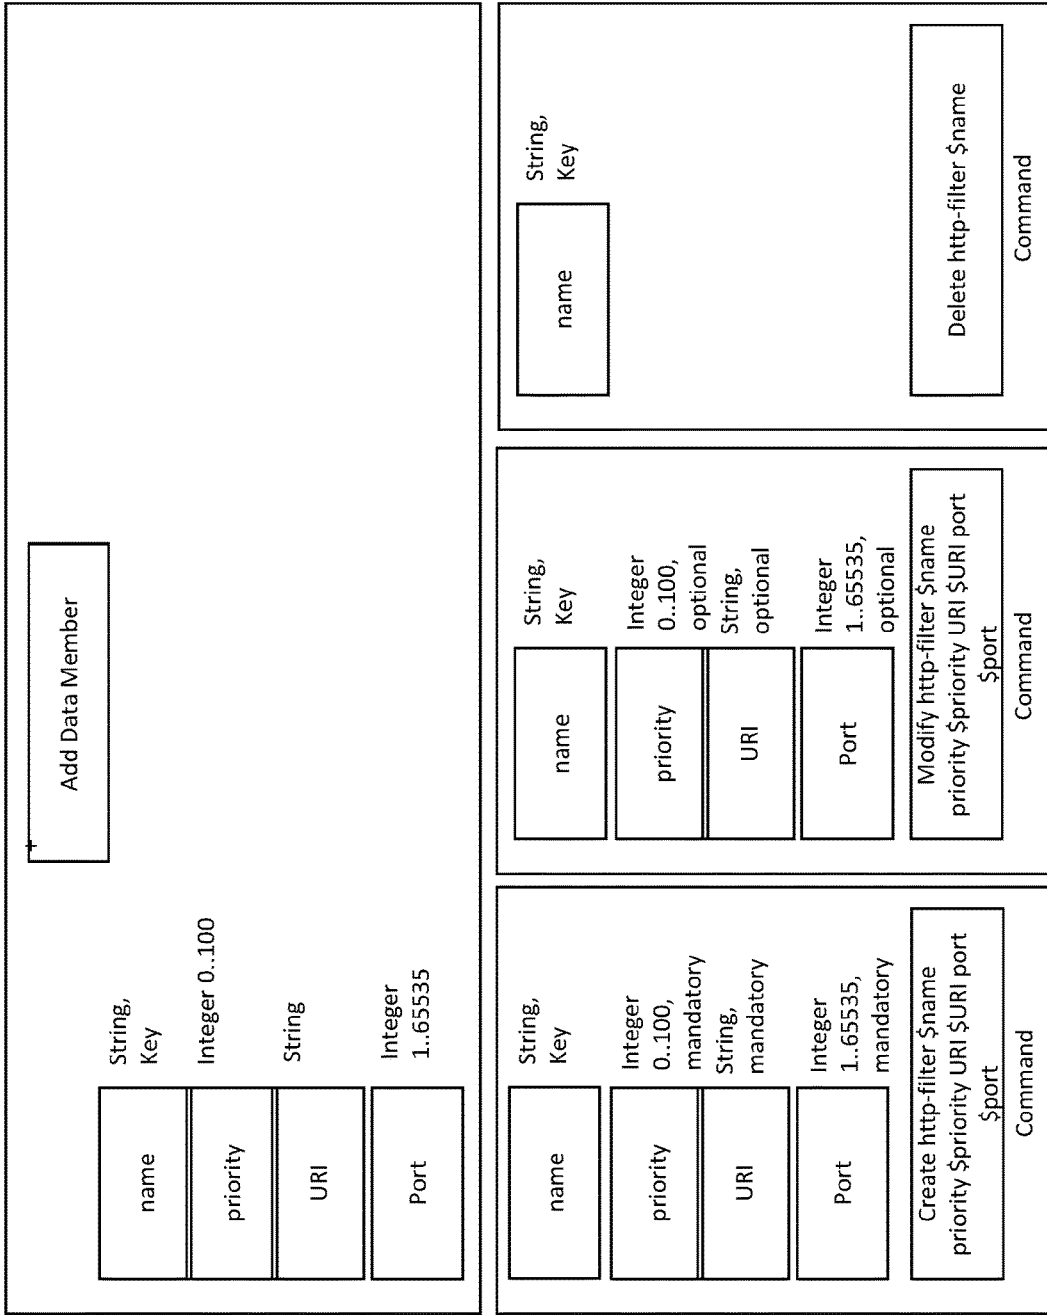 Add Data Member
name
String,
Key
priority
Integer 0..100
URI
String
Port
Integer
1..65535
name
String,
Key
priority
Integer
0..100,
mandatory
URI
String,
mandatory
Port
Integer
1..65535,
mandatory
Create http-filter $name
priority $priority URI $URI port
$port
Command
name
String,
Key
priority
Integer
0..100,
optional
URI
String,
optional
Port
Integer
1..65535,
optional
Modify http-filter $name
priority $priority URI $URI port
$port
Command
name
String,
Key
Delete http-filter $name
Command